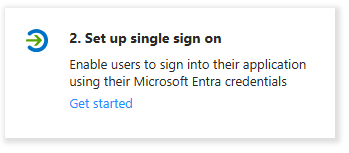 2. Set up single sign on
Enable users to sign into their application
using their Microsoft Entra credentials
Get started